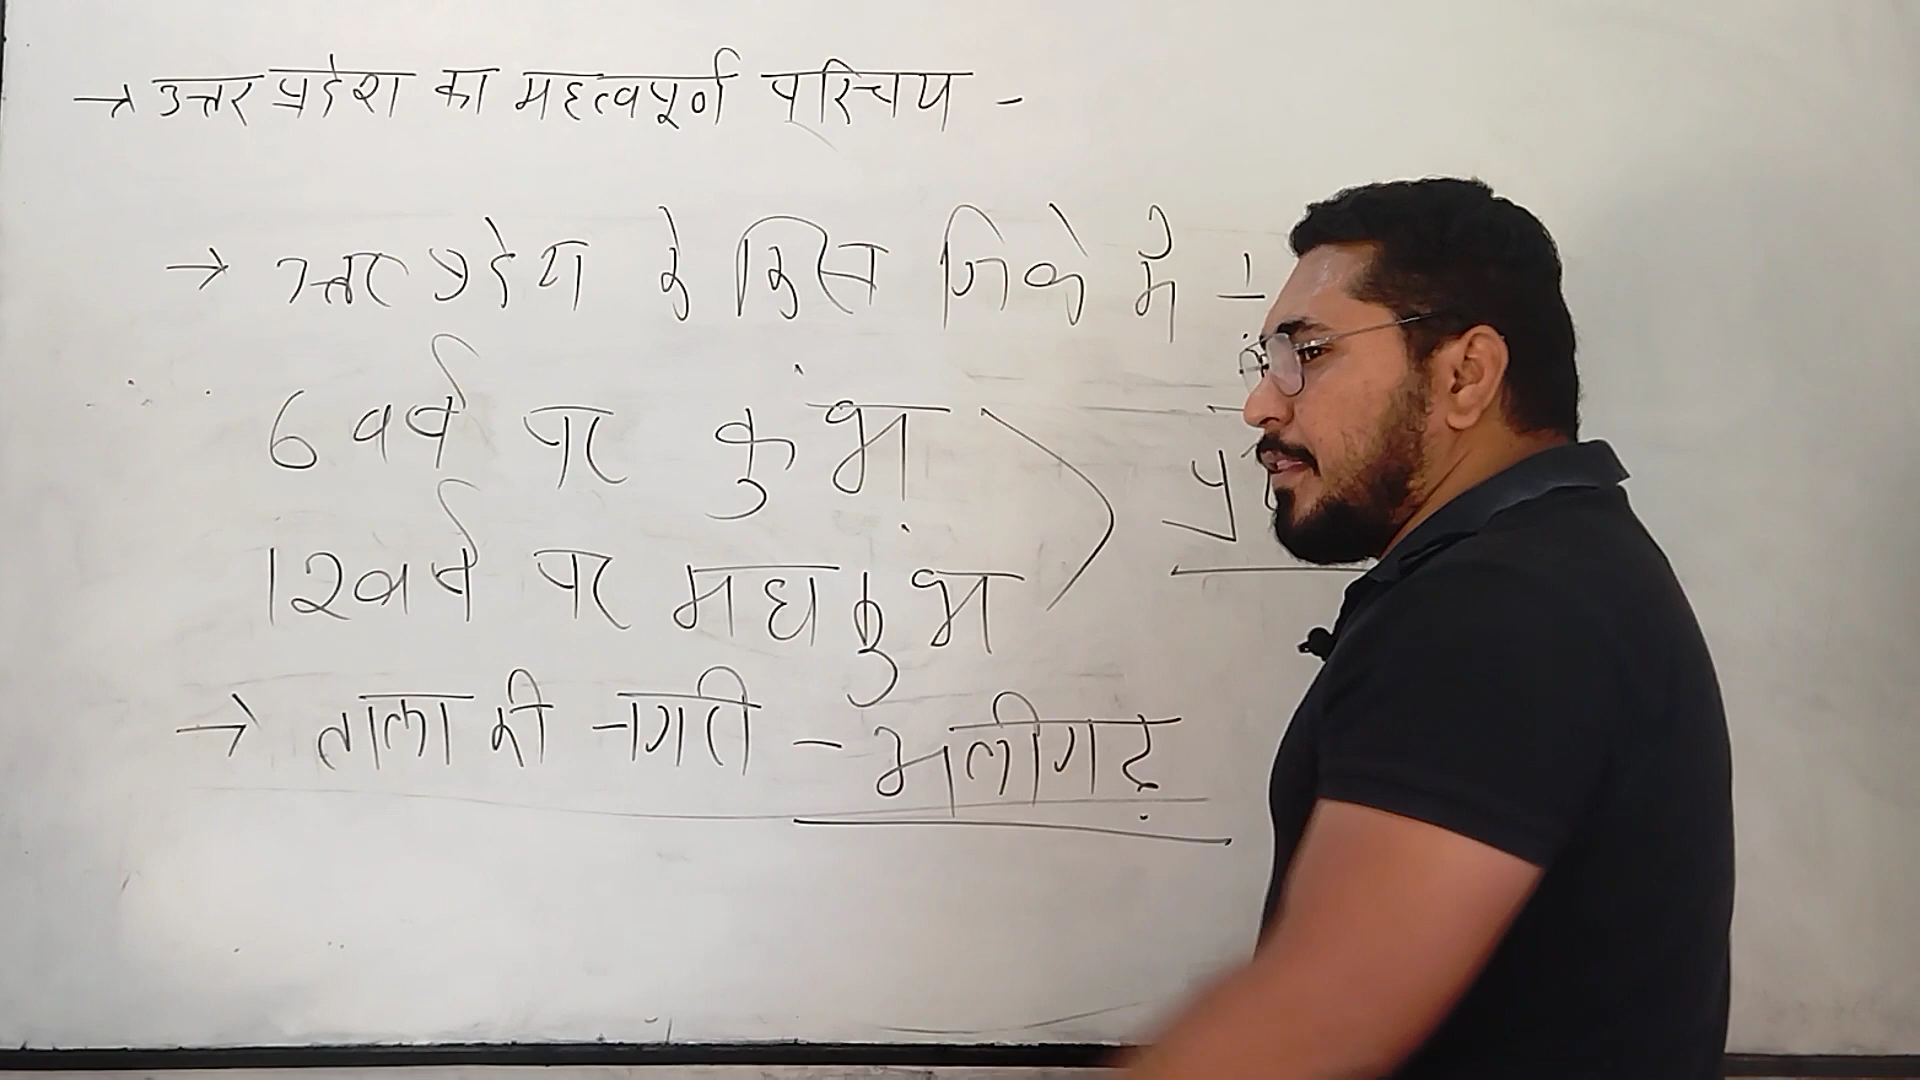 → उत्तर प्रदेश का महत्वपूर्ण परिचय -
→ उत्तर प्रदेश के किस जिले में
6 वर्ष पर कुंभ
12 वर्ष पर महाकुंभ
→ ताला की नगरी - अलीगढ़